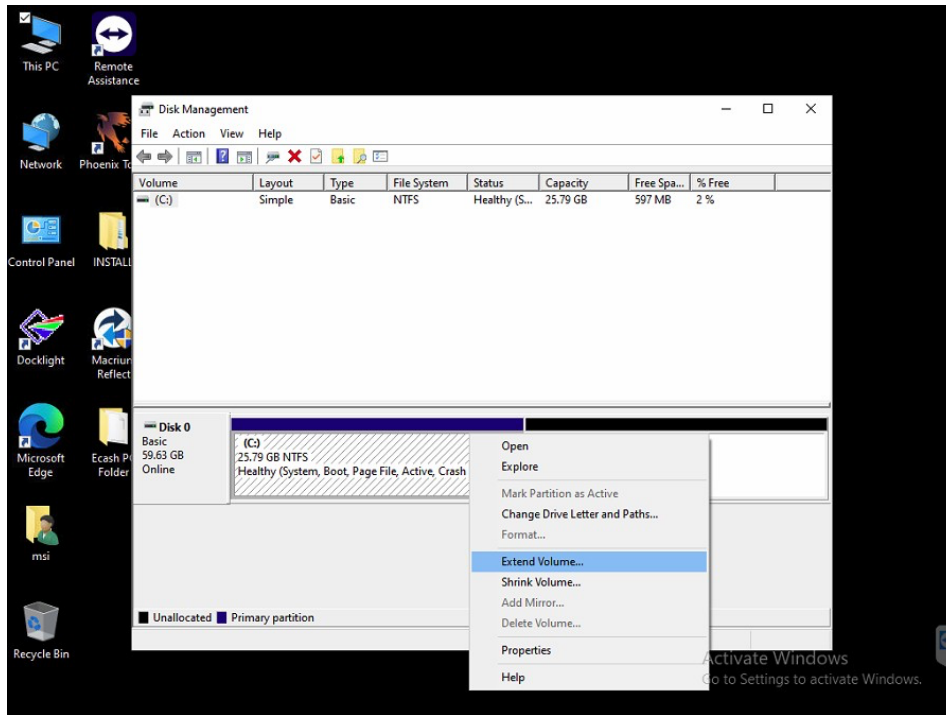 This PC
Remote
Assistance
Network
Phoenix To
Control Panel
INSTALL
Docklight
Macrium
Reflect
Microsoft
Edge
Ecash P
Folder
msi
Recycle Bin
Disk Management
File Action View Help
Volume Layout Type File System Status Capacity Free Spa... % Free
(C:) Simple Basic NTFS Healthy (S... 25.79 GB 597 MB 2 %
Disk 0
Basic
59.63 GB
Online
(C:)
25.79 GB NTFS
Healthy (System, Boot, Page File, Active, Crash
Open
Explore
Mark Partition as Active
Change Drive Letter and Paths...
Format...
Extend Volume...
Shrink Volume...
Add Mirror...
Delete Volume...
Properties
Help
Unallocated Primary partition
Activate Windows
Go to Settings to activate Windows.